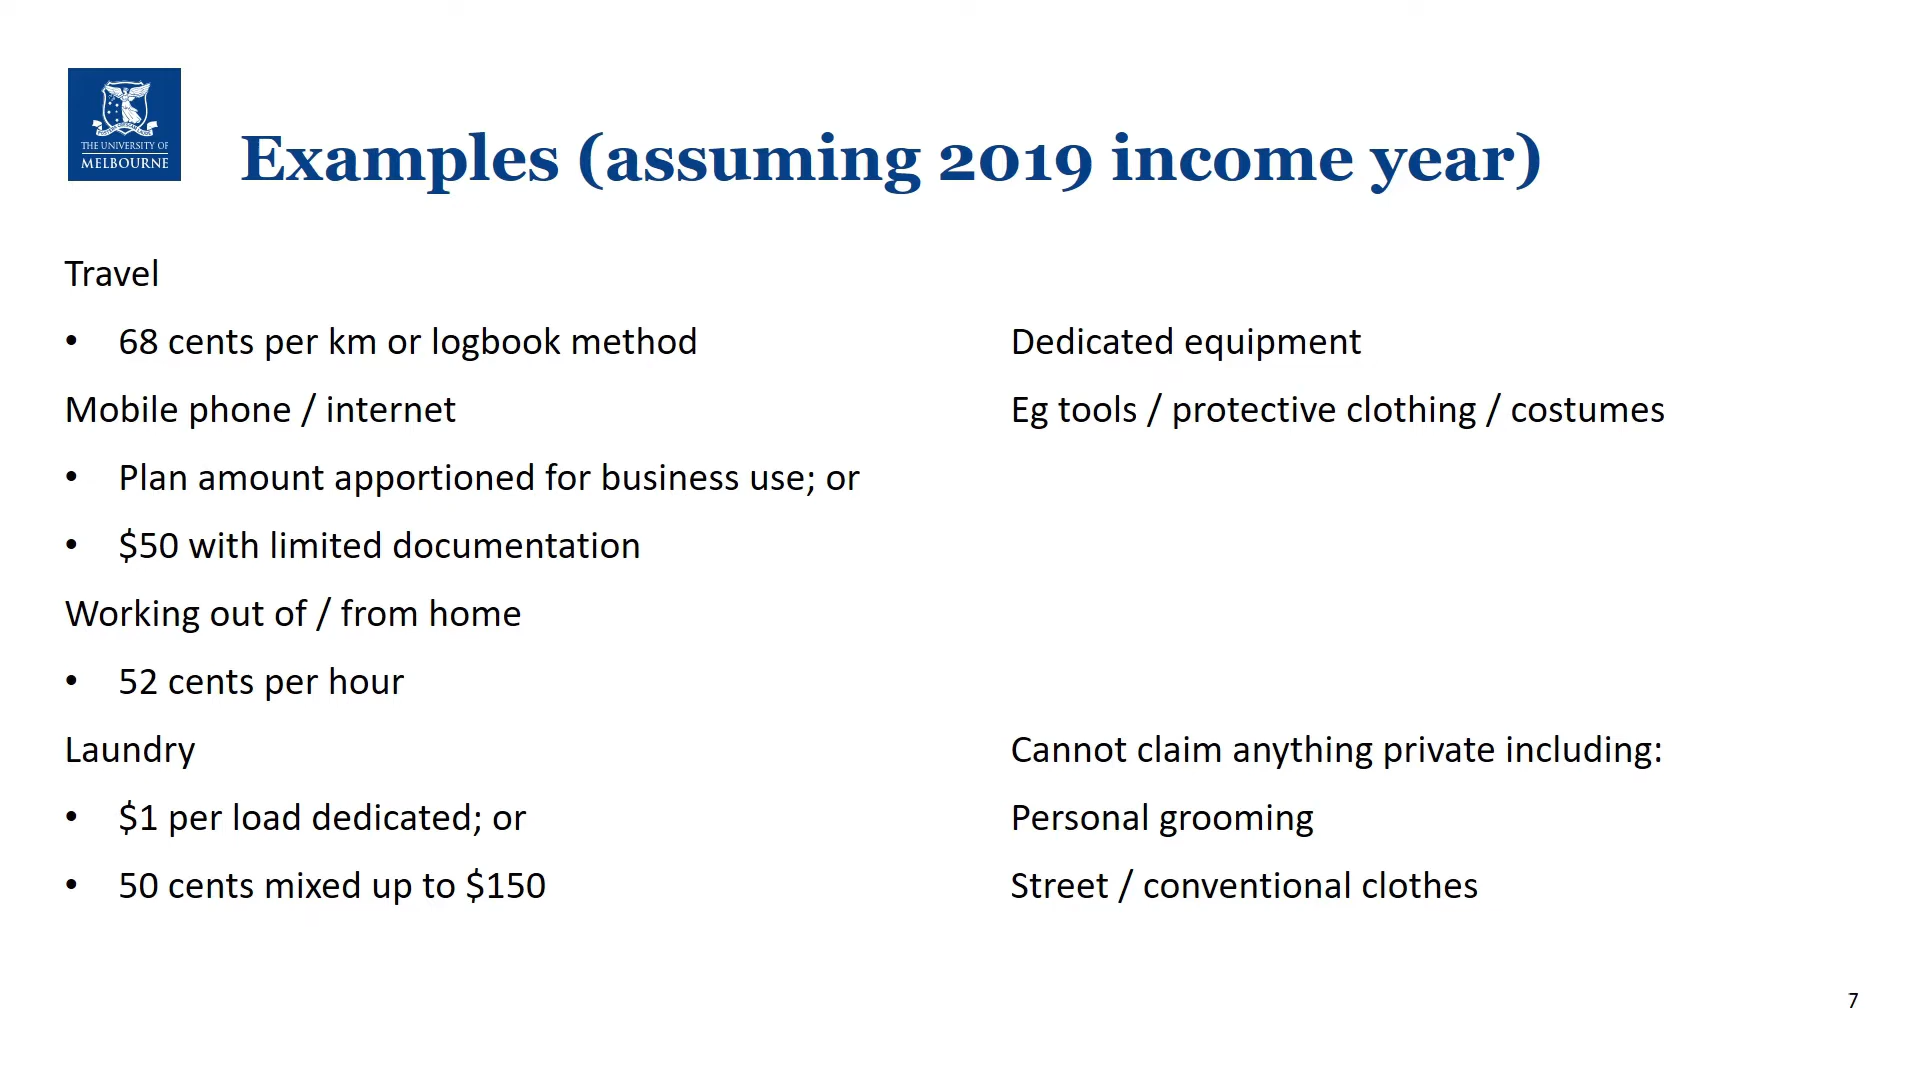 THE UNIVERSITY OF
MELBOURNE
Examples (assuming 2019 income year)
Travel
• 68 cents per km or logbook method
Mobile phone / internet
• Plan amount apportioned for business use; or
• $50 with limited documentation
Working out of / from home
• 52 cents per hour
Laundry
• $1 per load dedicated; or
• 50 cents mixed up to $150
Dedicated equipment
Eg tools / protective clothing / costumes
Cannot claim anything private including:
Personal grooming
Street / conventional clothes
7